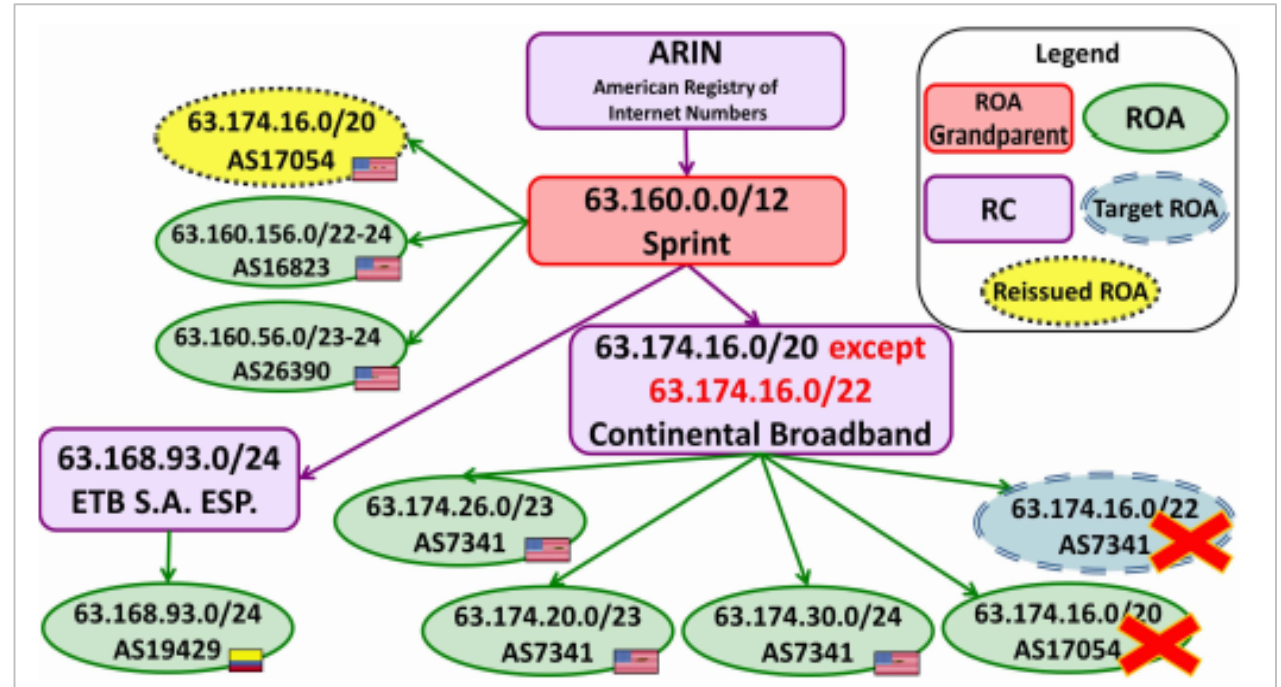 ARIN
American Registry of
Internet Numbers
Legend
ROA
Grandparent
ROA
RC
Target ROA
Reissued ROA
63.174.16.0/20
AS17054
63.160.156.0/22-24
AS16823
63.160.56.0/23-24
AS26390
63.160.0.0/12
Sprint
63.174.16.0/20 except
63.174.16.0/22
Continental Broadband
63.168.93.0/24
ETB S.A. ESP.
63.174.26.0/23
AS7341
63.174.16.0/22
AS7341
63.168.93.0/24
AS19429
63.174.20.0/23
AS7341
63.174.30.0/24
AS7341
63.174.16.0/20
AS17054